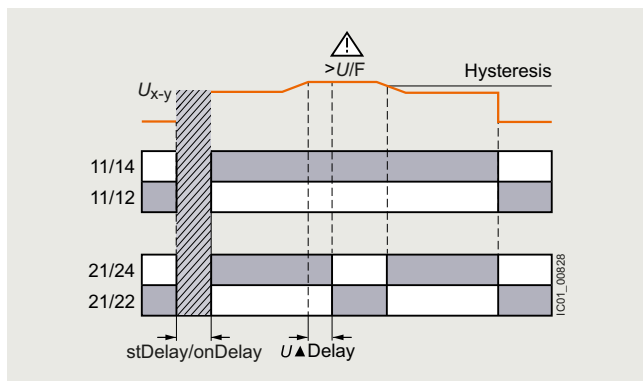 >U/F
Hysteresis
Ux-y
11/14
11/12
21/24
21/22
IC01_00828
stDelay/onDelay
U▲Delay